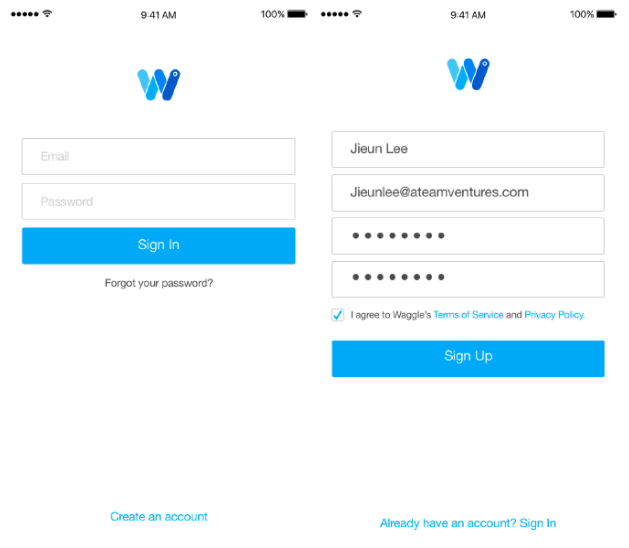 9:41 AM
100%
W
Email
Password
Sign In
Forgot your password?
Create an account
9:41 AM
100%
W
Jieun Lee
Jieunlee@ateamventures.com
I agree to Waggle's Terms of Service and Privacy Policy.
Sign Up
Already have an account? Sign In